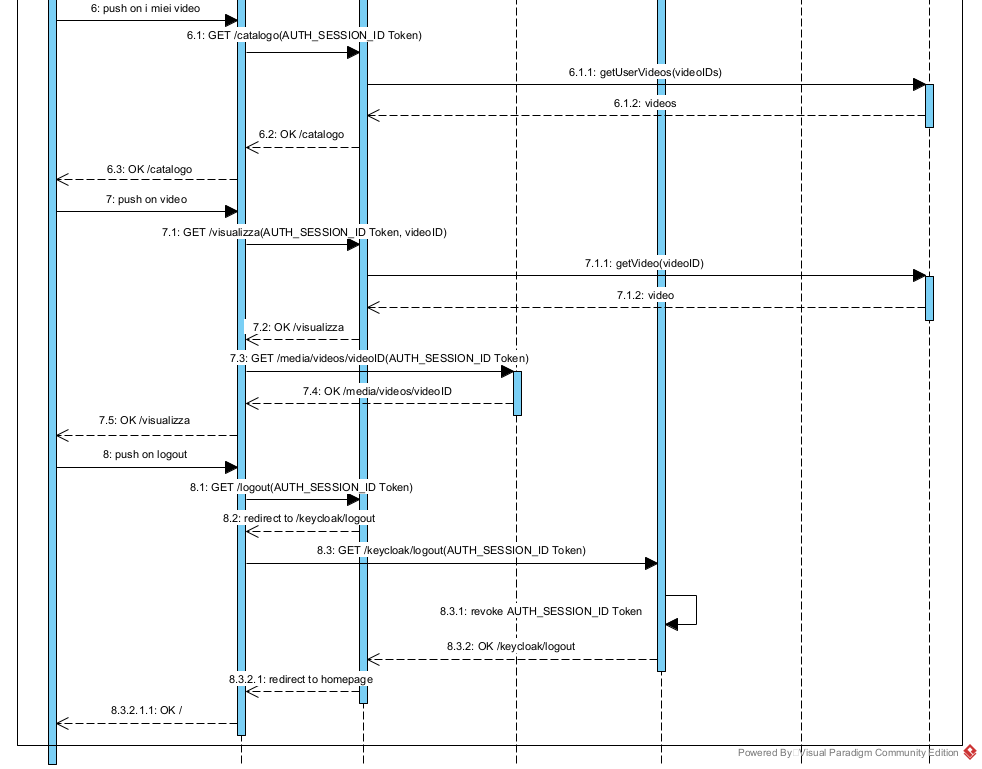 6: push on i miei video
6.1: GET /catalogo(AUTH_SESSION_ID Token)
6.1.1: getUserVideos(videoIDs)
6.1.2: videos
6.2: OK /catalogo
6.3: OK /catalogo
7: push on video
7.1: GET /visualizza(AUTH_SESSION_ID Token, videoID)
7.1.1: getVideo(videoID)
7.1.2: video
7.2: OK /visualizza
7.3: GET /media/videos/videoID(AUTH_SESSION_ID Token)
7.4: OK /media/videos/videoID
7.5: OK /visualizza
8: push on logout
8.1: GET /logout(AUTH_SESSION_ID Token)
8.2: redirect to /keycloak/logout
8.3: GET /keycloak/logout(AUTH_SESSION_ID Token)
8.3.1: revoke AUTH_SESSION_ID Token
8.3.2: OK /keycloak/logout
8.3.2.1: redirect to homepage
8.3.2.1.1: OK /
Powered By Visual Paradigm Community Edition